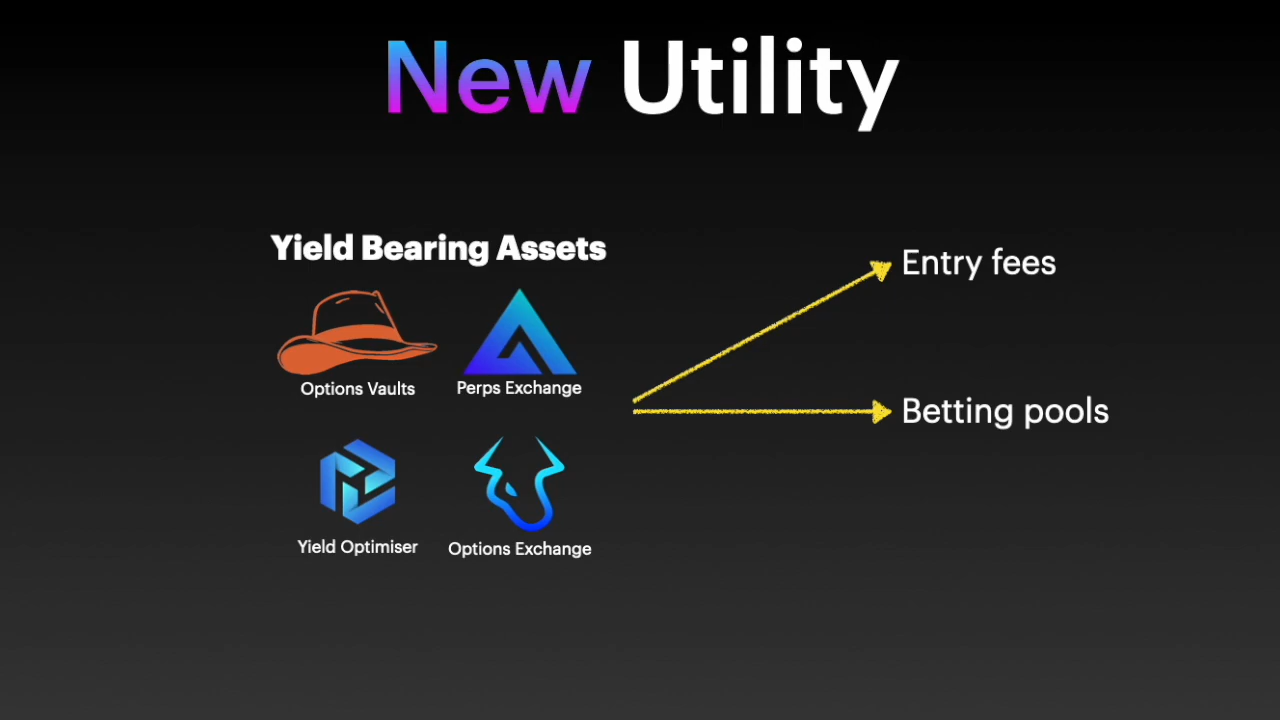 New Utility
Yield Bearing Assets
Options Vaults
Perps Exchange
Yield Optimiser
Options Exchange
Entry fees
Betting pools